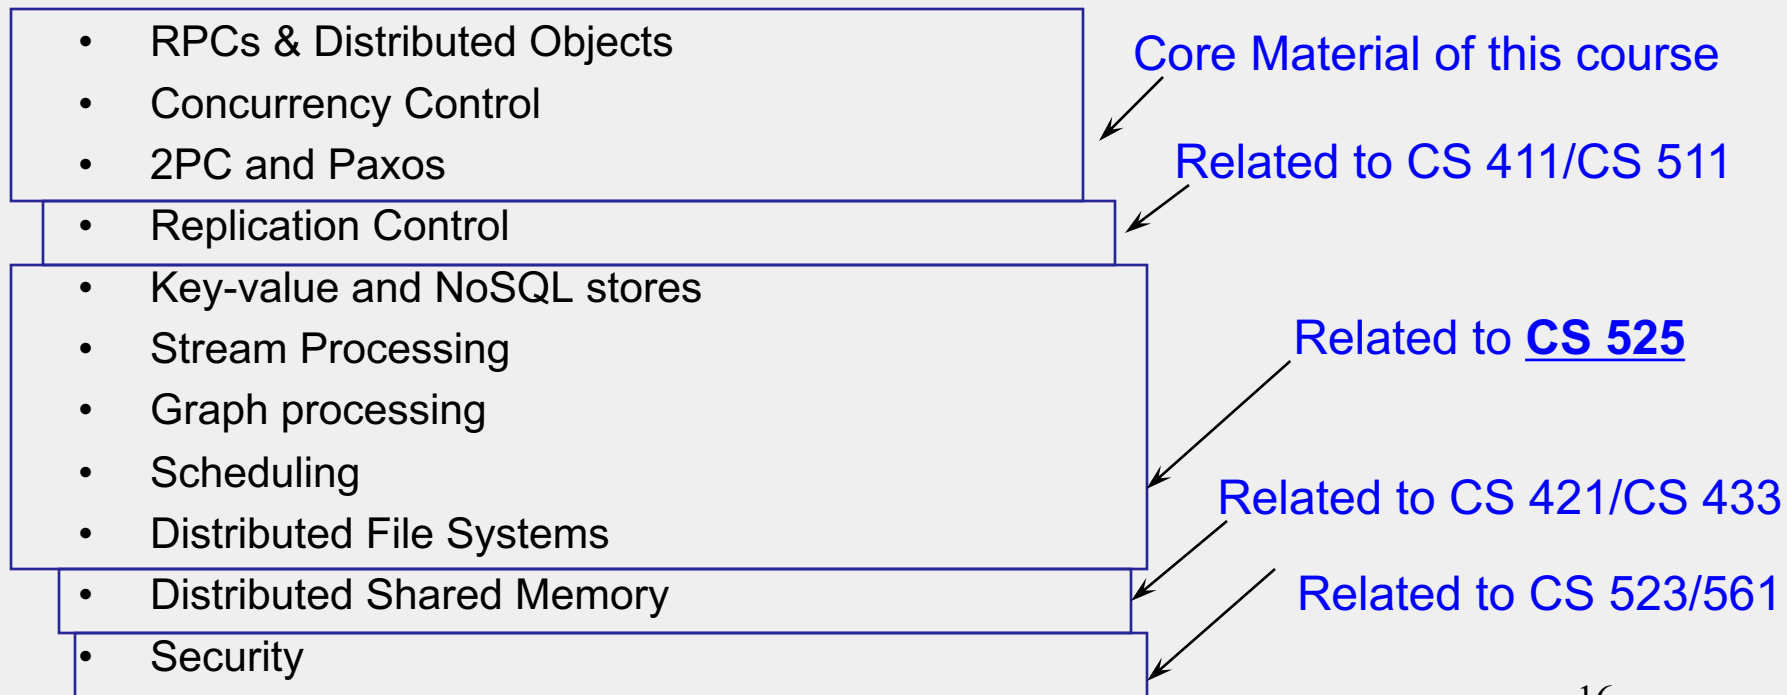 • RPCs & Distributed Objects
Core Material of this course
• Concurrency Control
• 2PC and Paxos
Related to CS 411/CS 511
• Replication Control
• Key-value and NoSQL stores
• Stream Processing
Related to CS 525
• Graph processing
• Scheduling
Related to CS 421/CS 433
• Distributed File Systems
• Distributed Shared Memory
Related to CS 523/561
• Security